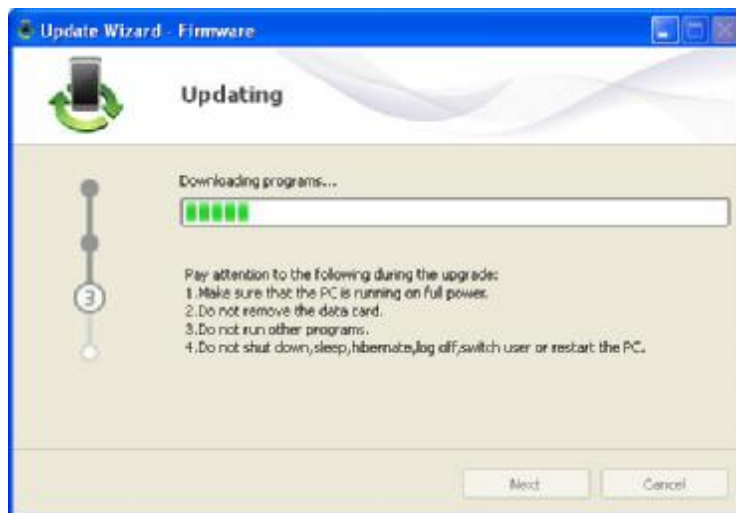 Update Wizard - Firmware
Updating
Downloading programs...
Pay attention to the following during the upgrade:
1.Make sure that the PC is running on full power.
2.Do not remove the data card.
3.Do not run other programs.
3
4.Do not shut down,sleep,hibernate,log off,switch user or restart the PC.
Next
Cancel